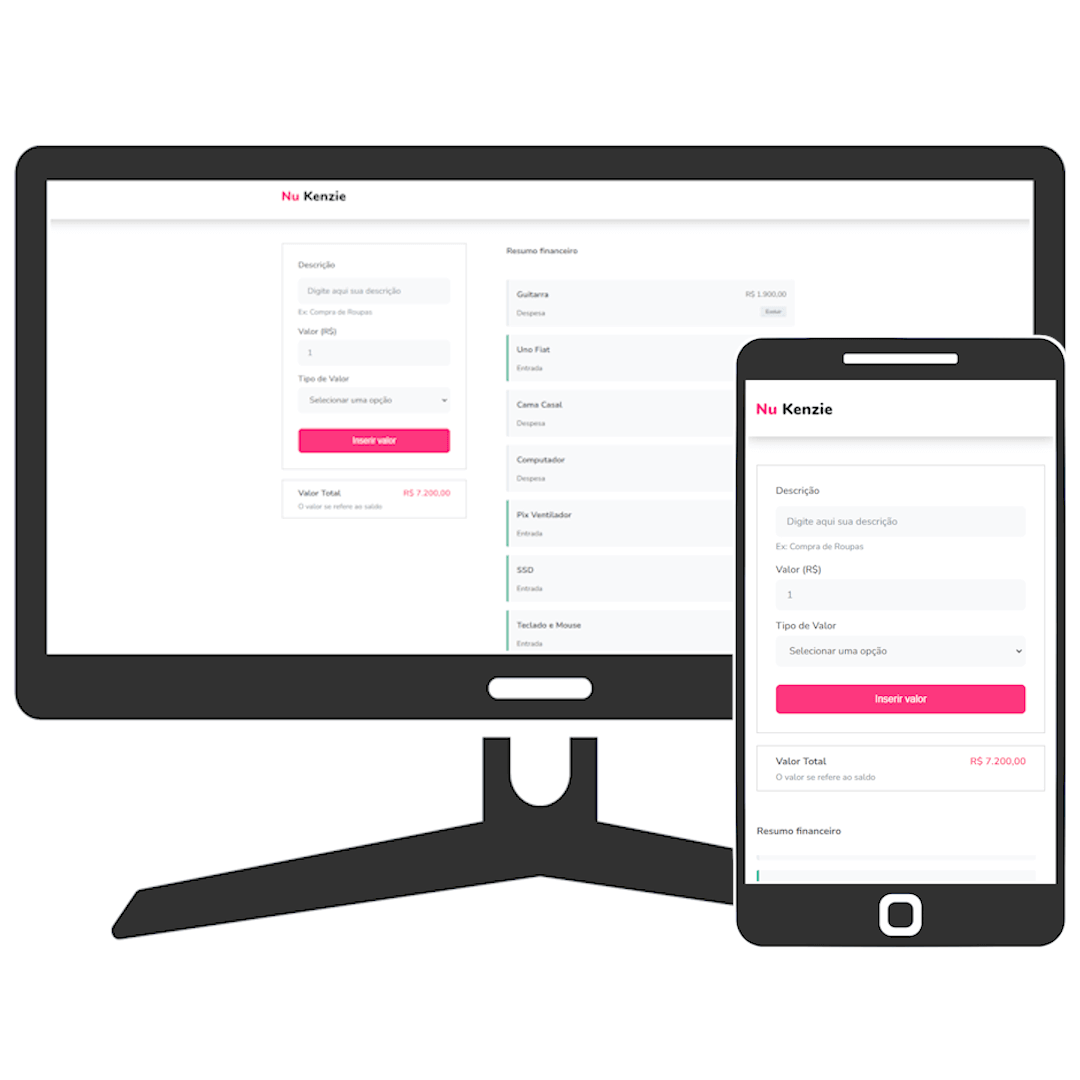 Nu Kenzie
Descrição
Digite aqui sua descrição
Ex: Compra de Roupas
Valor (R$)
1
Tipo de Valor
Selecionar uma opção
Inserir valor
Valor Total R$ 7.200,00
O valor se refere ao saldo
Resumo financeiro
Guitarra R$ 1.900,00
Despesa Excluir
Uno Fiat
Entrada
Cama Casal
Despesa
Computador
Despesa
Pix Ventilador
Entrada
SSD
Entrada
Teclado e Mouse
Entrada
Nu Kenzie
Descrição
Digite aqui sua descrição
Ex: Compra de Roupas
Valor (R$)
1
Tipo de Valor
Selecionar uma opção
Inserir valor
Valor Total R$ 7.200,00
O valor se refere ao saldo
Resumo financeiro